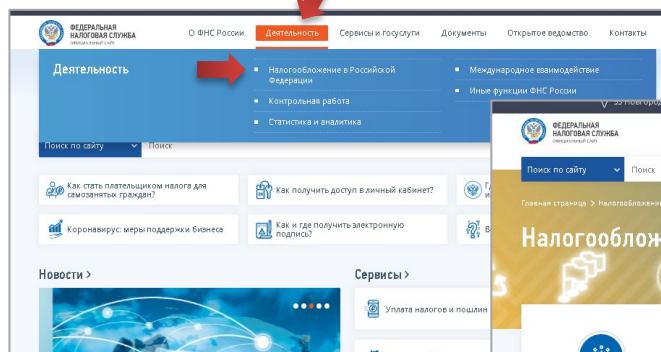 ФЕДЕРАЛЬНАЯ
НАЛОГОВАЯ СЛУЖБА
ОФИЦИАЛЬНЫЙ САЙТ
О ФНС России
Деятельность
Сервисы и госуслуги
Документы
Открытое ведомство
Контакты
Деятельность
Налогообложение в Российской
Федерации
Контрольная работа
Статистика и аналитика
Международное взаимодействие
Иные функции ФНС России
Поиск по сайту
Поиск
Как стать плательщиком налога для
самозанятых граждан?
Как получить доступ в личный кабинет?
Коронавирус: меры поддержки бизнеса
Как и где получить электронную
подпись?
Новости >
Сервисы >
Уплата налогов и пошлин
ФЕДЕРАЛЬНАЯ
НАЛОГОВАЯ СЛУЖБА
Поиск по сайту
Поиск
Главная страница > Налогообложение
Налогооблож